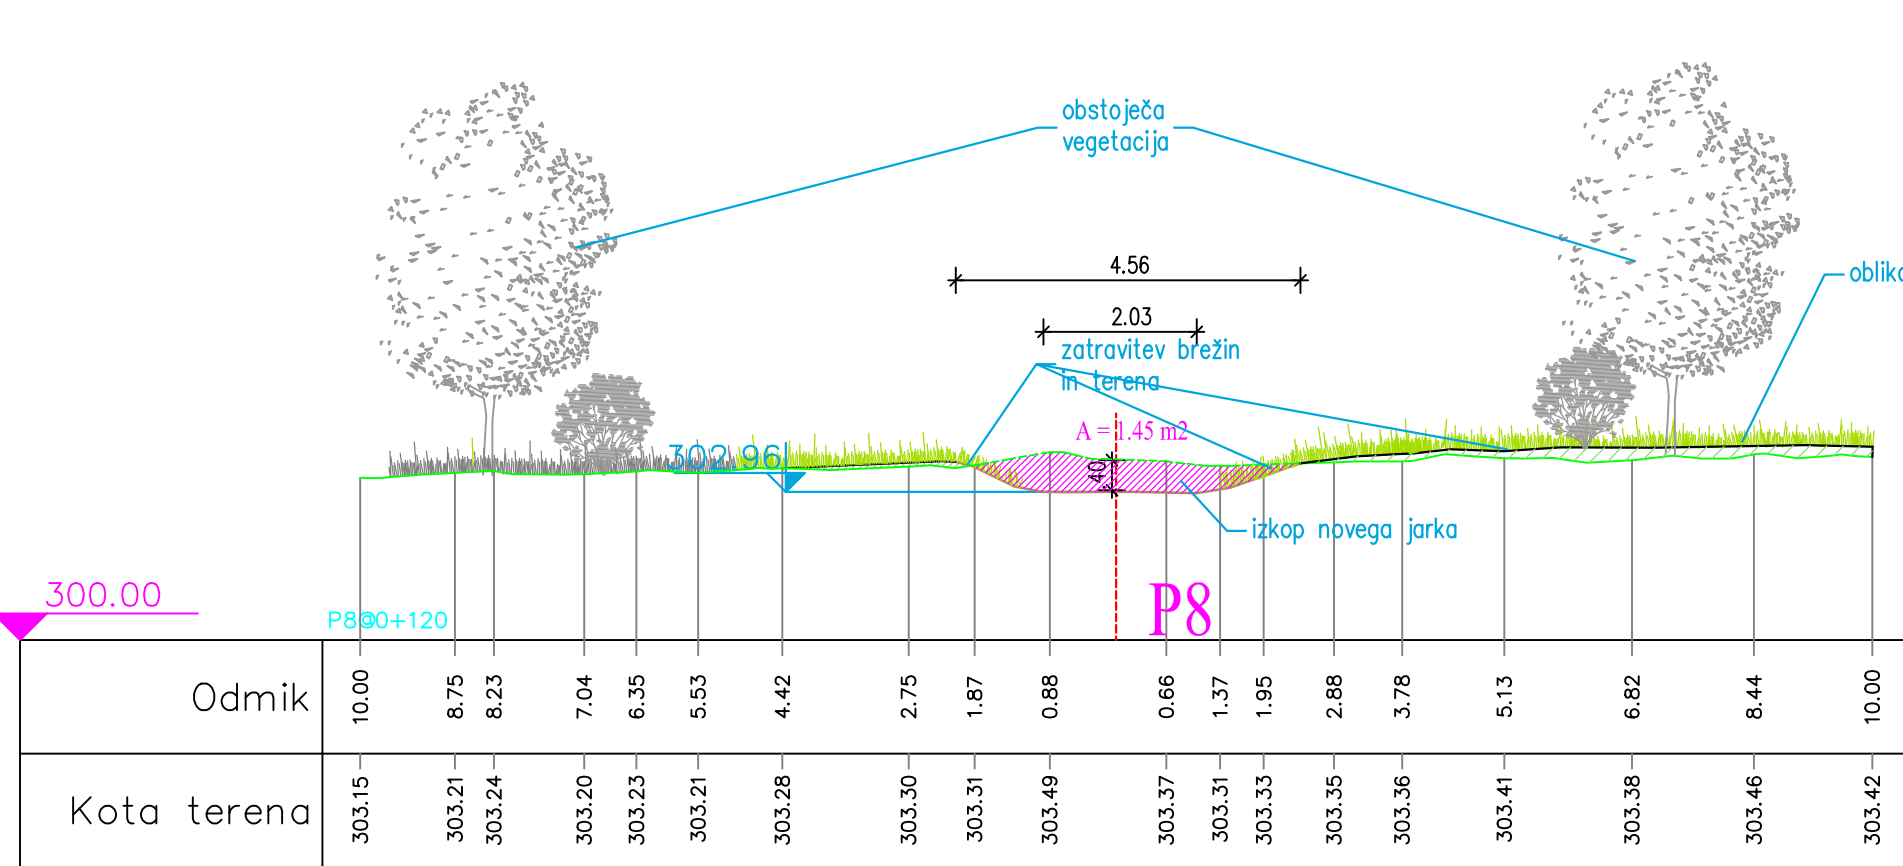 obstoječa
vegetacija
4.56
2.03
zatravitev brežin
in terena
A = 1.45 m2
302.96
40
izkop novega jarka
300.00
P8@0+120
P8
Odmik 10.00 8.75 8.23 7.04 6.35 5.53 4.42 2.75 1.87 0.88 0.66 1.37 1.95 2.88 3.78 5.13 6.82 8.44 10.00
Kota terena 303.15 303.21 303.24 303.20 303.23 303.21 303.28 303.30 303.31 303.49 303.37 303.31 303.33 303.35 303.36 303.41 303.38 303.46 303.42